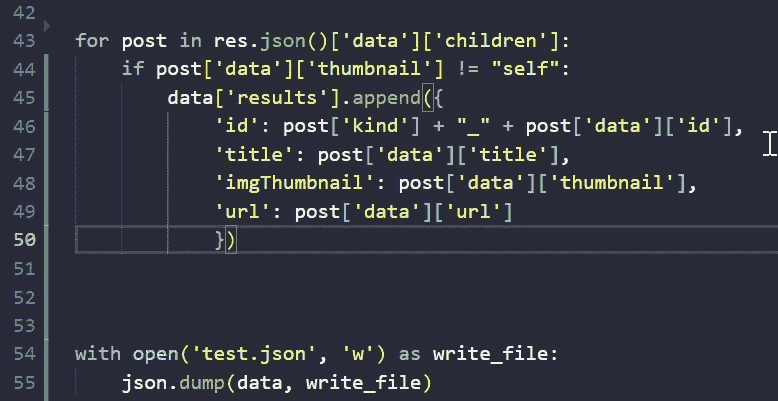 42
43 for post in res.json()['data']['children']:
44     if post['data']['thumbnail'] != "self":
45         data['results'].append({
46             'id': post['kind'] + "_" + post['data']['id'],
47             'title': post['data']['title'],
48             'imgThumbnail': post['data']['thumbnail'],
49             'url': post['data']['url']
50             })
51
52
53
54 with open('test.json', 'w') as write_file:
55     json.dump(data, write_file)